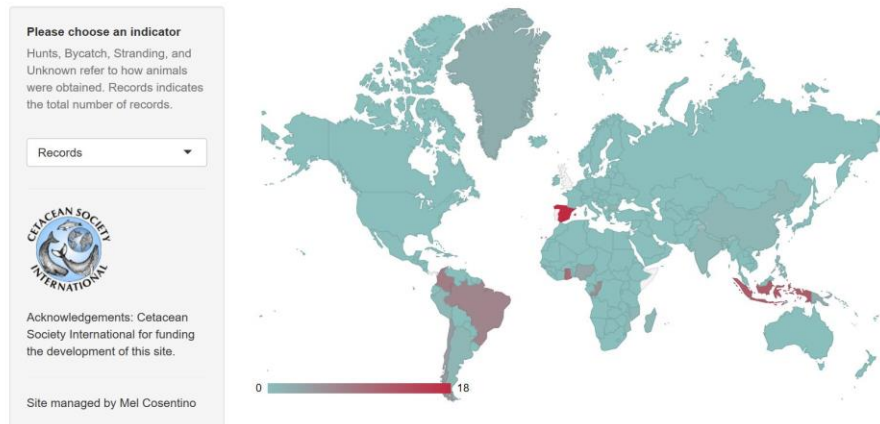 Please choose an indicator
Hunts, Bycatch, Stranding, and
Unknown refer to how animals
were obtained. Records indicates
the total number of records.
Records
CETACEAN SOCIETY
INTERNATIONAL
Acknowledgements: Cetacean
Society International for funding
the development of this site.
Site managed by Mel Cosentino
0 18